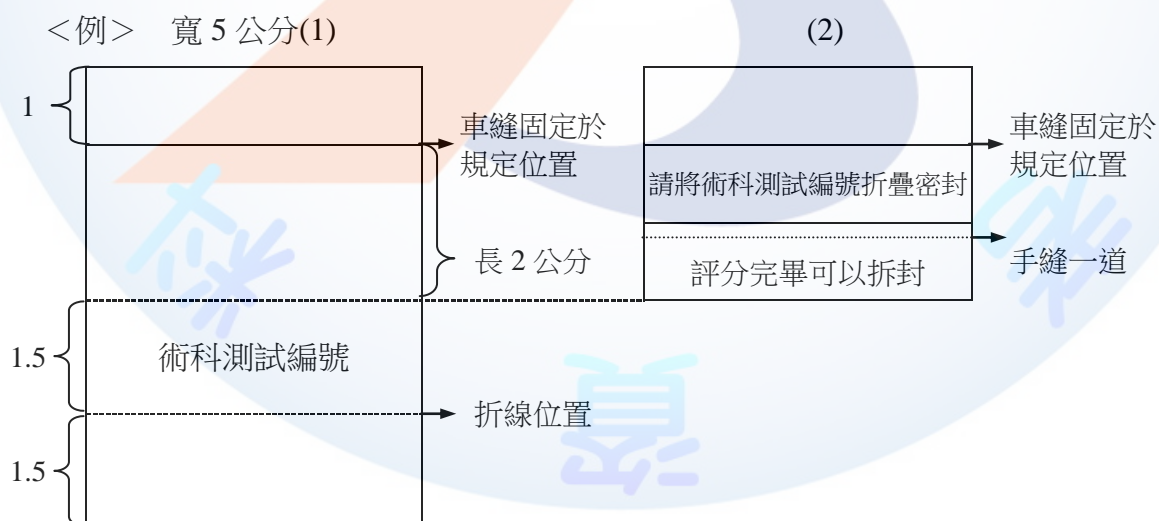 ＜例＞ 寬 5 公分(1)
(2)
1
車縫固定於
規定位置
車縫固定於
規定位置
請將術科測試編號折疊密封
長 2 公分
手縫一道
評分完畢可以拆封
1.5
術科測試編號
折線位置
1.5